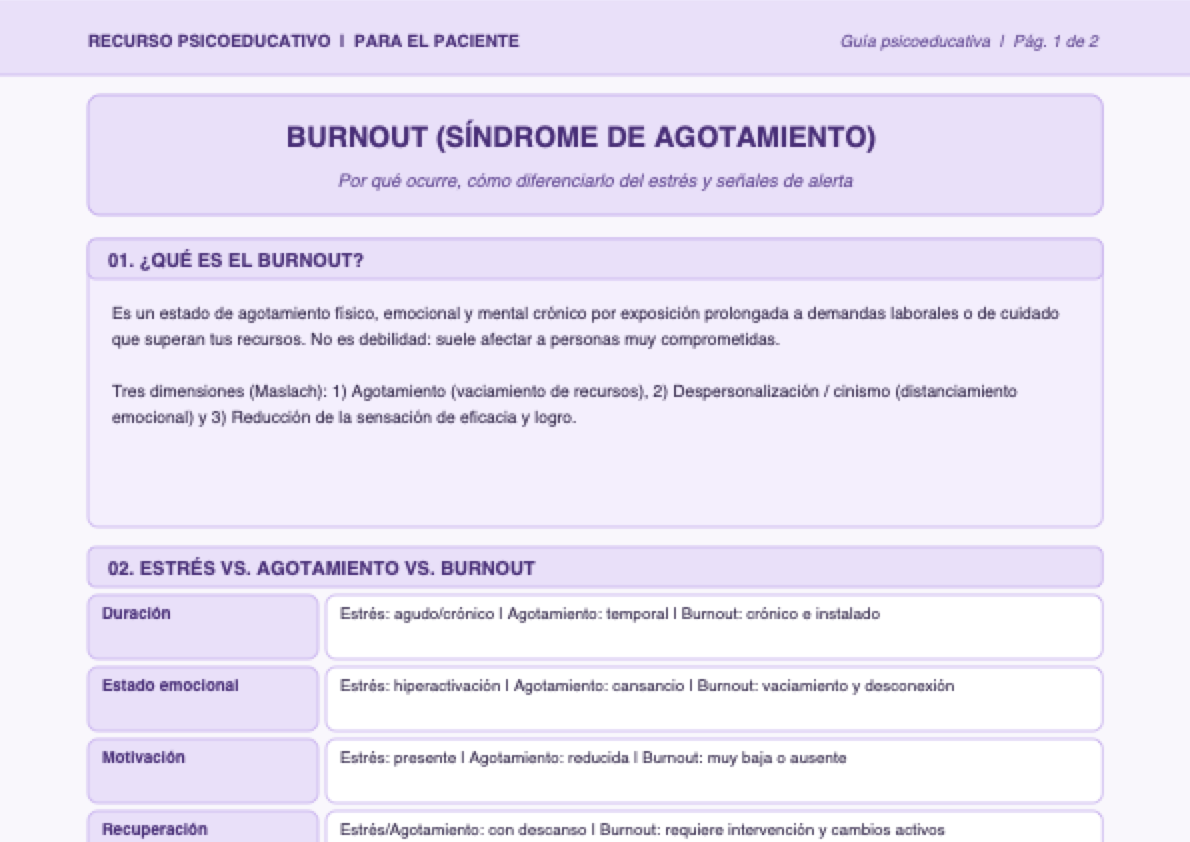 RECURSO PSICOEDUCATIVO | PARA EL PACIENTE
Guía psicoeducativa | Pág. 1 de 2
BURNOUT (SÍNDROME DE AGOTAMIENTO)
Por qué ocurre, cómo diferenciarlo del estrés y señales de alerta
01. ¿QUÉ ES EL BURNOUT?
Es un estado de agotamiento físico, emocional y mental crónico por exposición prolongada a demandas laborales o de cuidado
que superan tus recursos. No es debilidad: suele afectar a personas muy comprometidas.
Tres dimensiones (Maslach): 1) Agotamiento (vaciamiento de recursos), 2) Despersonalización / cinismo (distanciamiento
emocional) y 3) Reducción de la sensación de eficacia y logro.
02. ESTRÉS VS. AGOTAMIENTO VS. BURNOUT
Duración
Estrés: agudo/crónico | Agotamiento: temporal | Burnout: crónico e instalado
Estado emocional
Estrés: hiperactivación | Agotamiento: cansancio | Burnout: vaciamiento y desconexión
Motivación
Estrés: presente | Agotamiento: reducida | Burnout: muy baja o ausente
Recuperación
Estrés/Agotamiento: con descanso | Burnout: requiere intervención y cambios activos